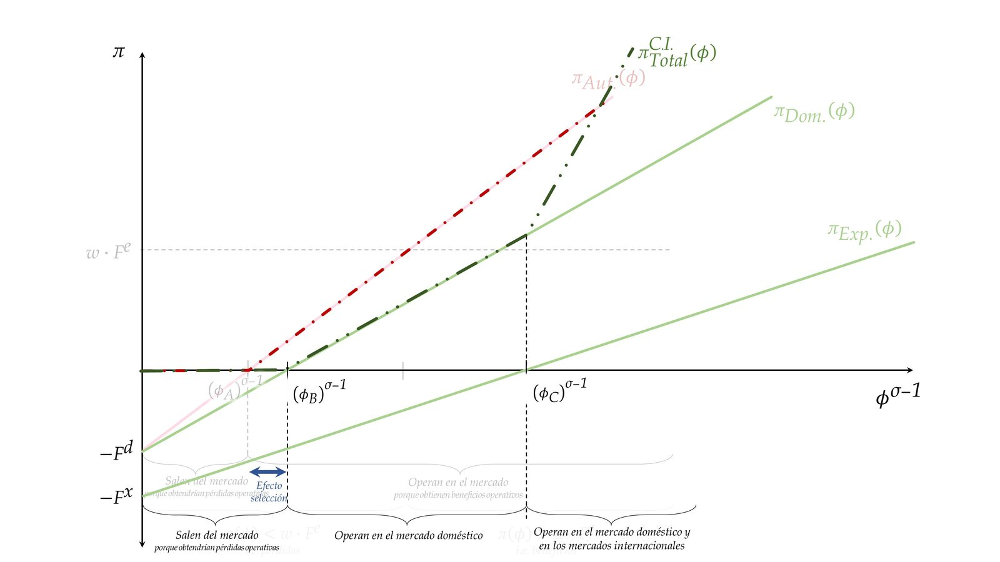 π
π^{C.I.}_{Total}(ϕ)
π_{Aut.}(ϕ)
π_{Dom.}(ϕ)
π_{Exp.}(ϕ)
w · F^e
(ϕ_A)^{σ−1}
(ϕ_B)^{σ−1}
(ϕ_C)^{σ−1}
ϕ^{σ−1}
−F^d
−F^x
Salen del mercado
porque obtendrían pérdidas operativas
Efecto
selección
Operan en el mercado
porque obtienen beneficios operativos
Salen del mercado
porque obtendrían pérdidas operativas
< w · F^e
Operan en el mercado doméstico
π(ϕ)
i.e. beneficios
Operan en el mercado doméstico y
en los mercados internacionales